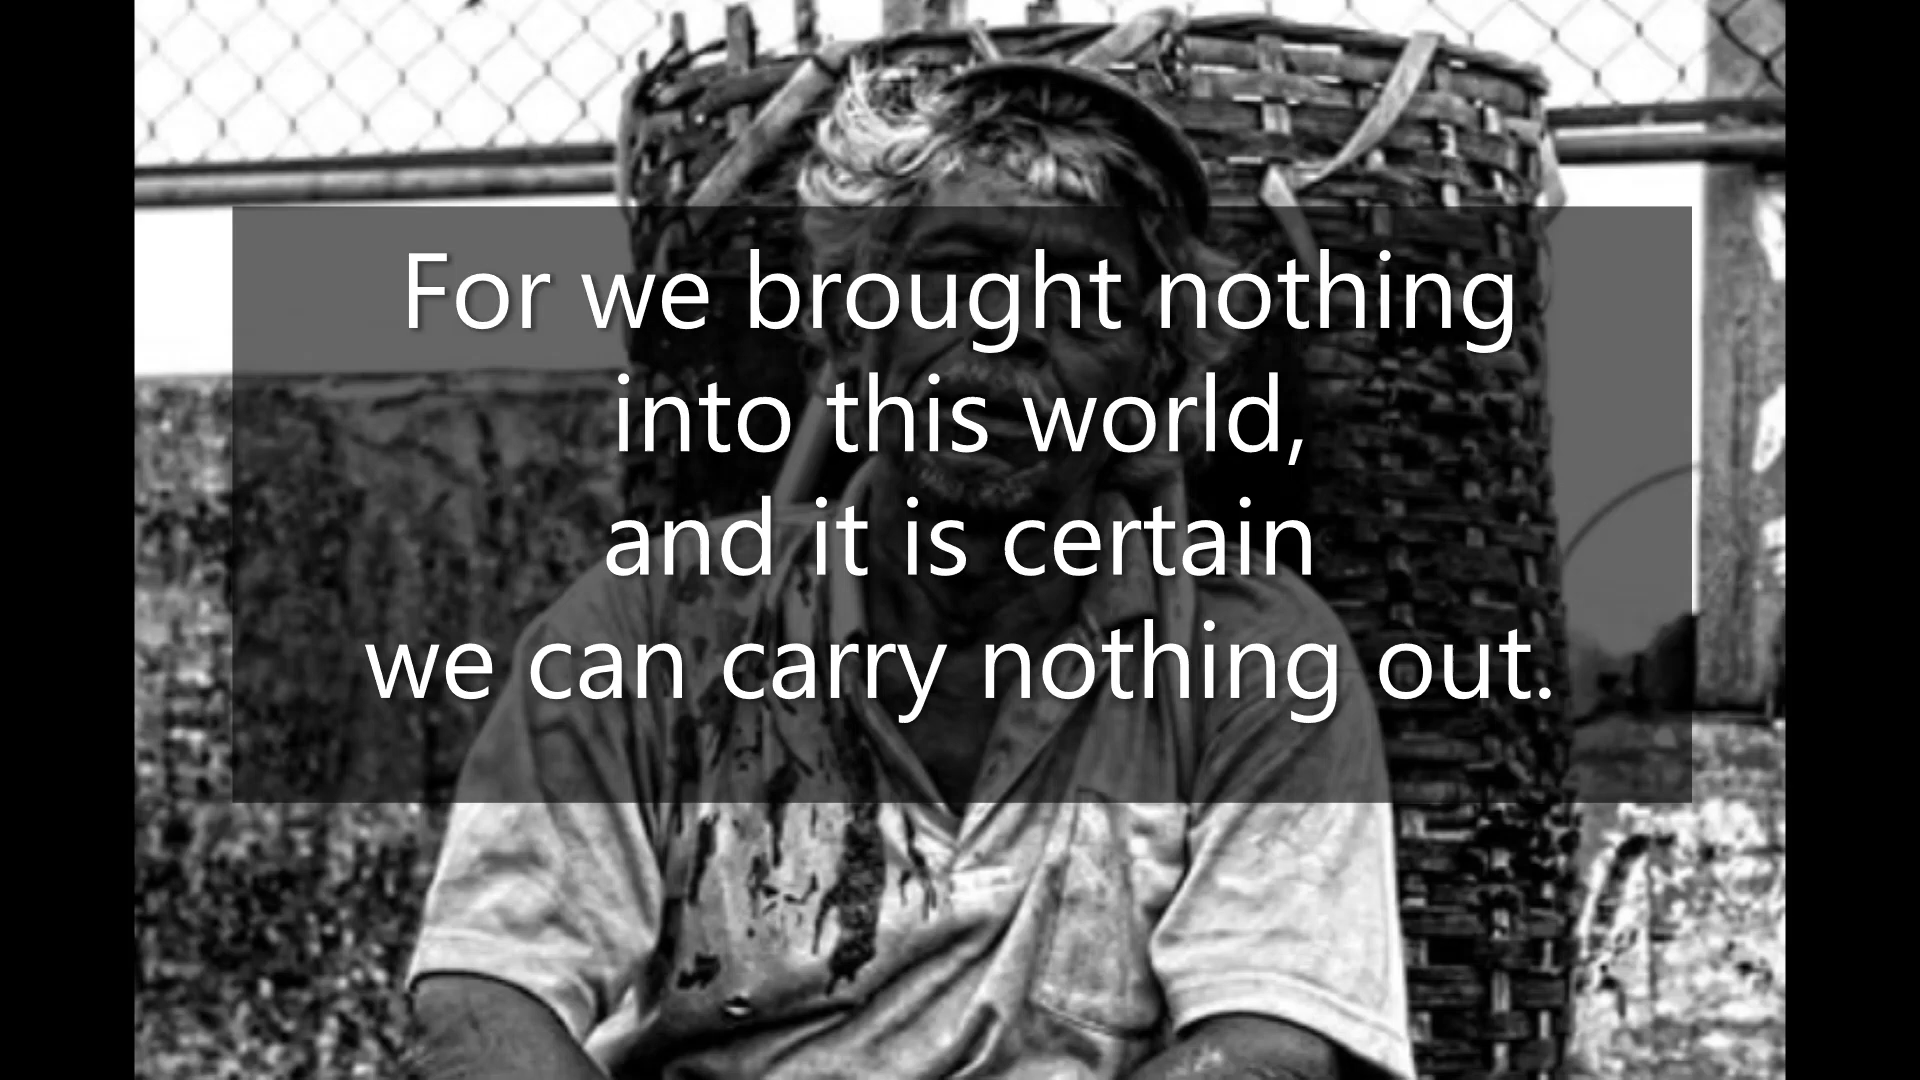 For we brought nothing
into this world,
and it is certain
we can carry nothing out.